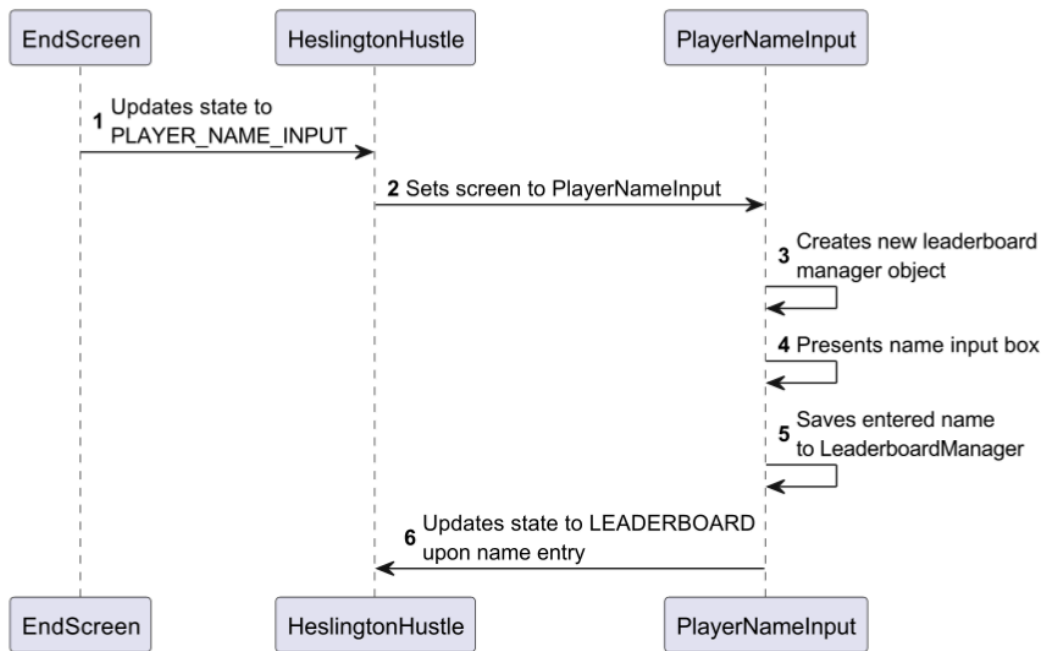 EndScreen
HeslingtonHustle
PlayerNameInput
1 Updates state to
PLAYER_NAME_INPUT
2 Sets screen to PlayerNameInput
3 Creates new leaderboard
manager object
4 Presents name input box
5 Saves entered name
to LeaderboardManager
6 Updates state to LEADERBOARD
upon name entry
EndScreen
HeslingtonHustle
PlayerNameInput